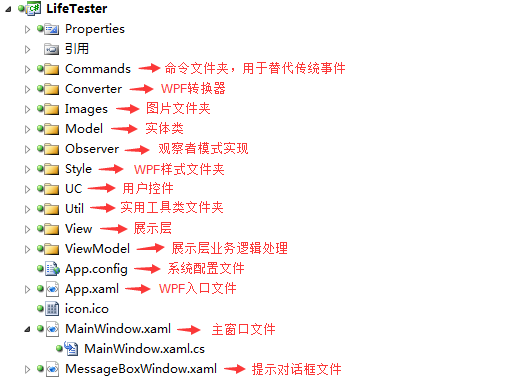 LifeTester
Properties
引用
Commands 命令文件夹，用于替代传统事件
Converter WPF转换器
Images 图片文件夹
Model 实体类
Observer 观察者模式实现
Style WPF样式文件夹
UC 用户控件
Util 实用工具类文件夹
View 展示层
ViewModel 展示层业务逻辑处理
App.config 系统配置文件
App.xaml WPF入口文件
icon.ico
MainWindow.xaml 主窗口文件
MainWindow.xaml.cs
MessageBoxWindow.xaml 提示对话框文件